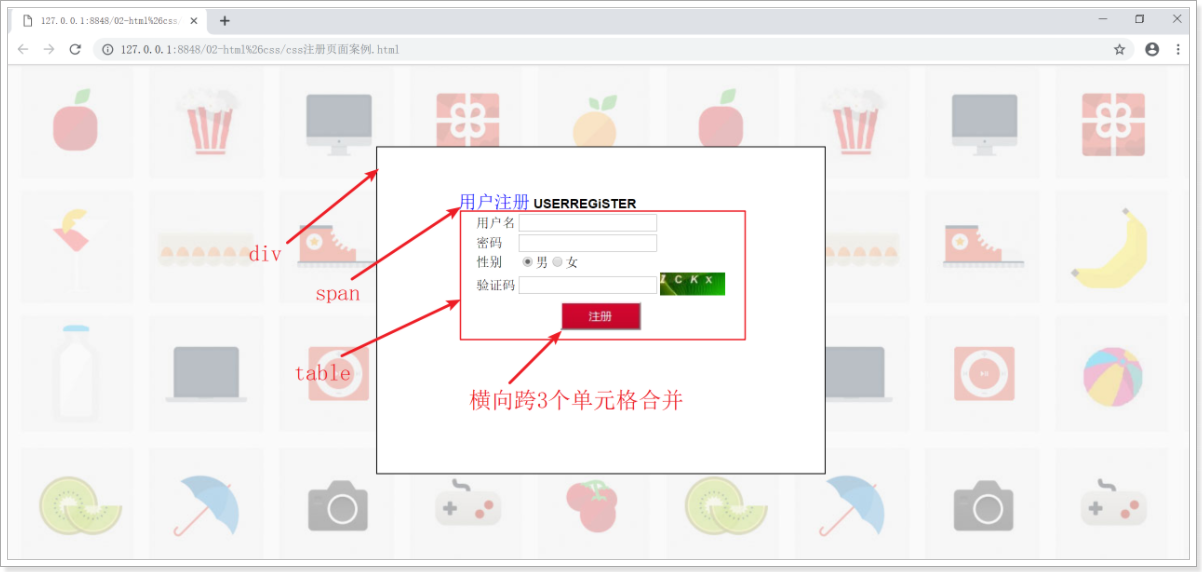 127.0.0.1:8848/02-html%26css/
127.0.0.1:8848/02-html%26css/css注册页面案例.html
用户注册 USERREGiSTER
用户名
密码
性别 男 女
验证码 I C K x
注册
div
span
table
横向跨3个单元格合并